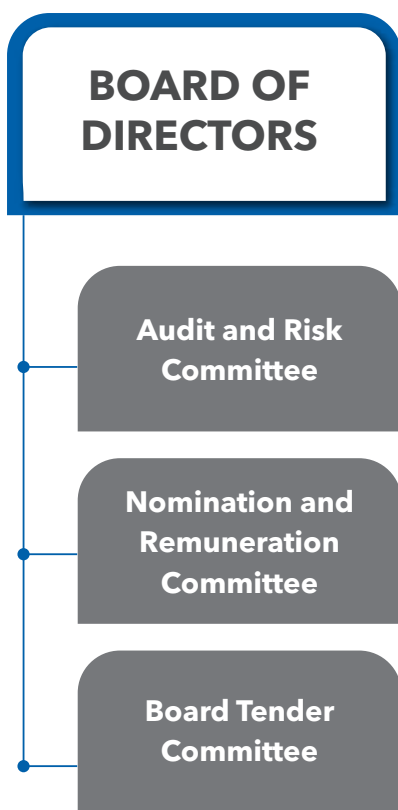 BOARD OF
DIRECTORS
Audit and Risk
Committee
Nomination and
Remuneration
Committee
Board Tender
Committee